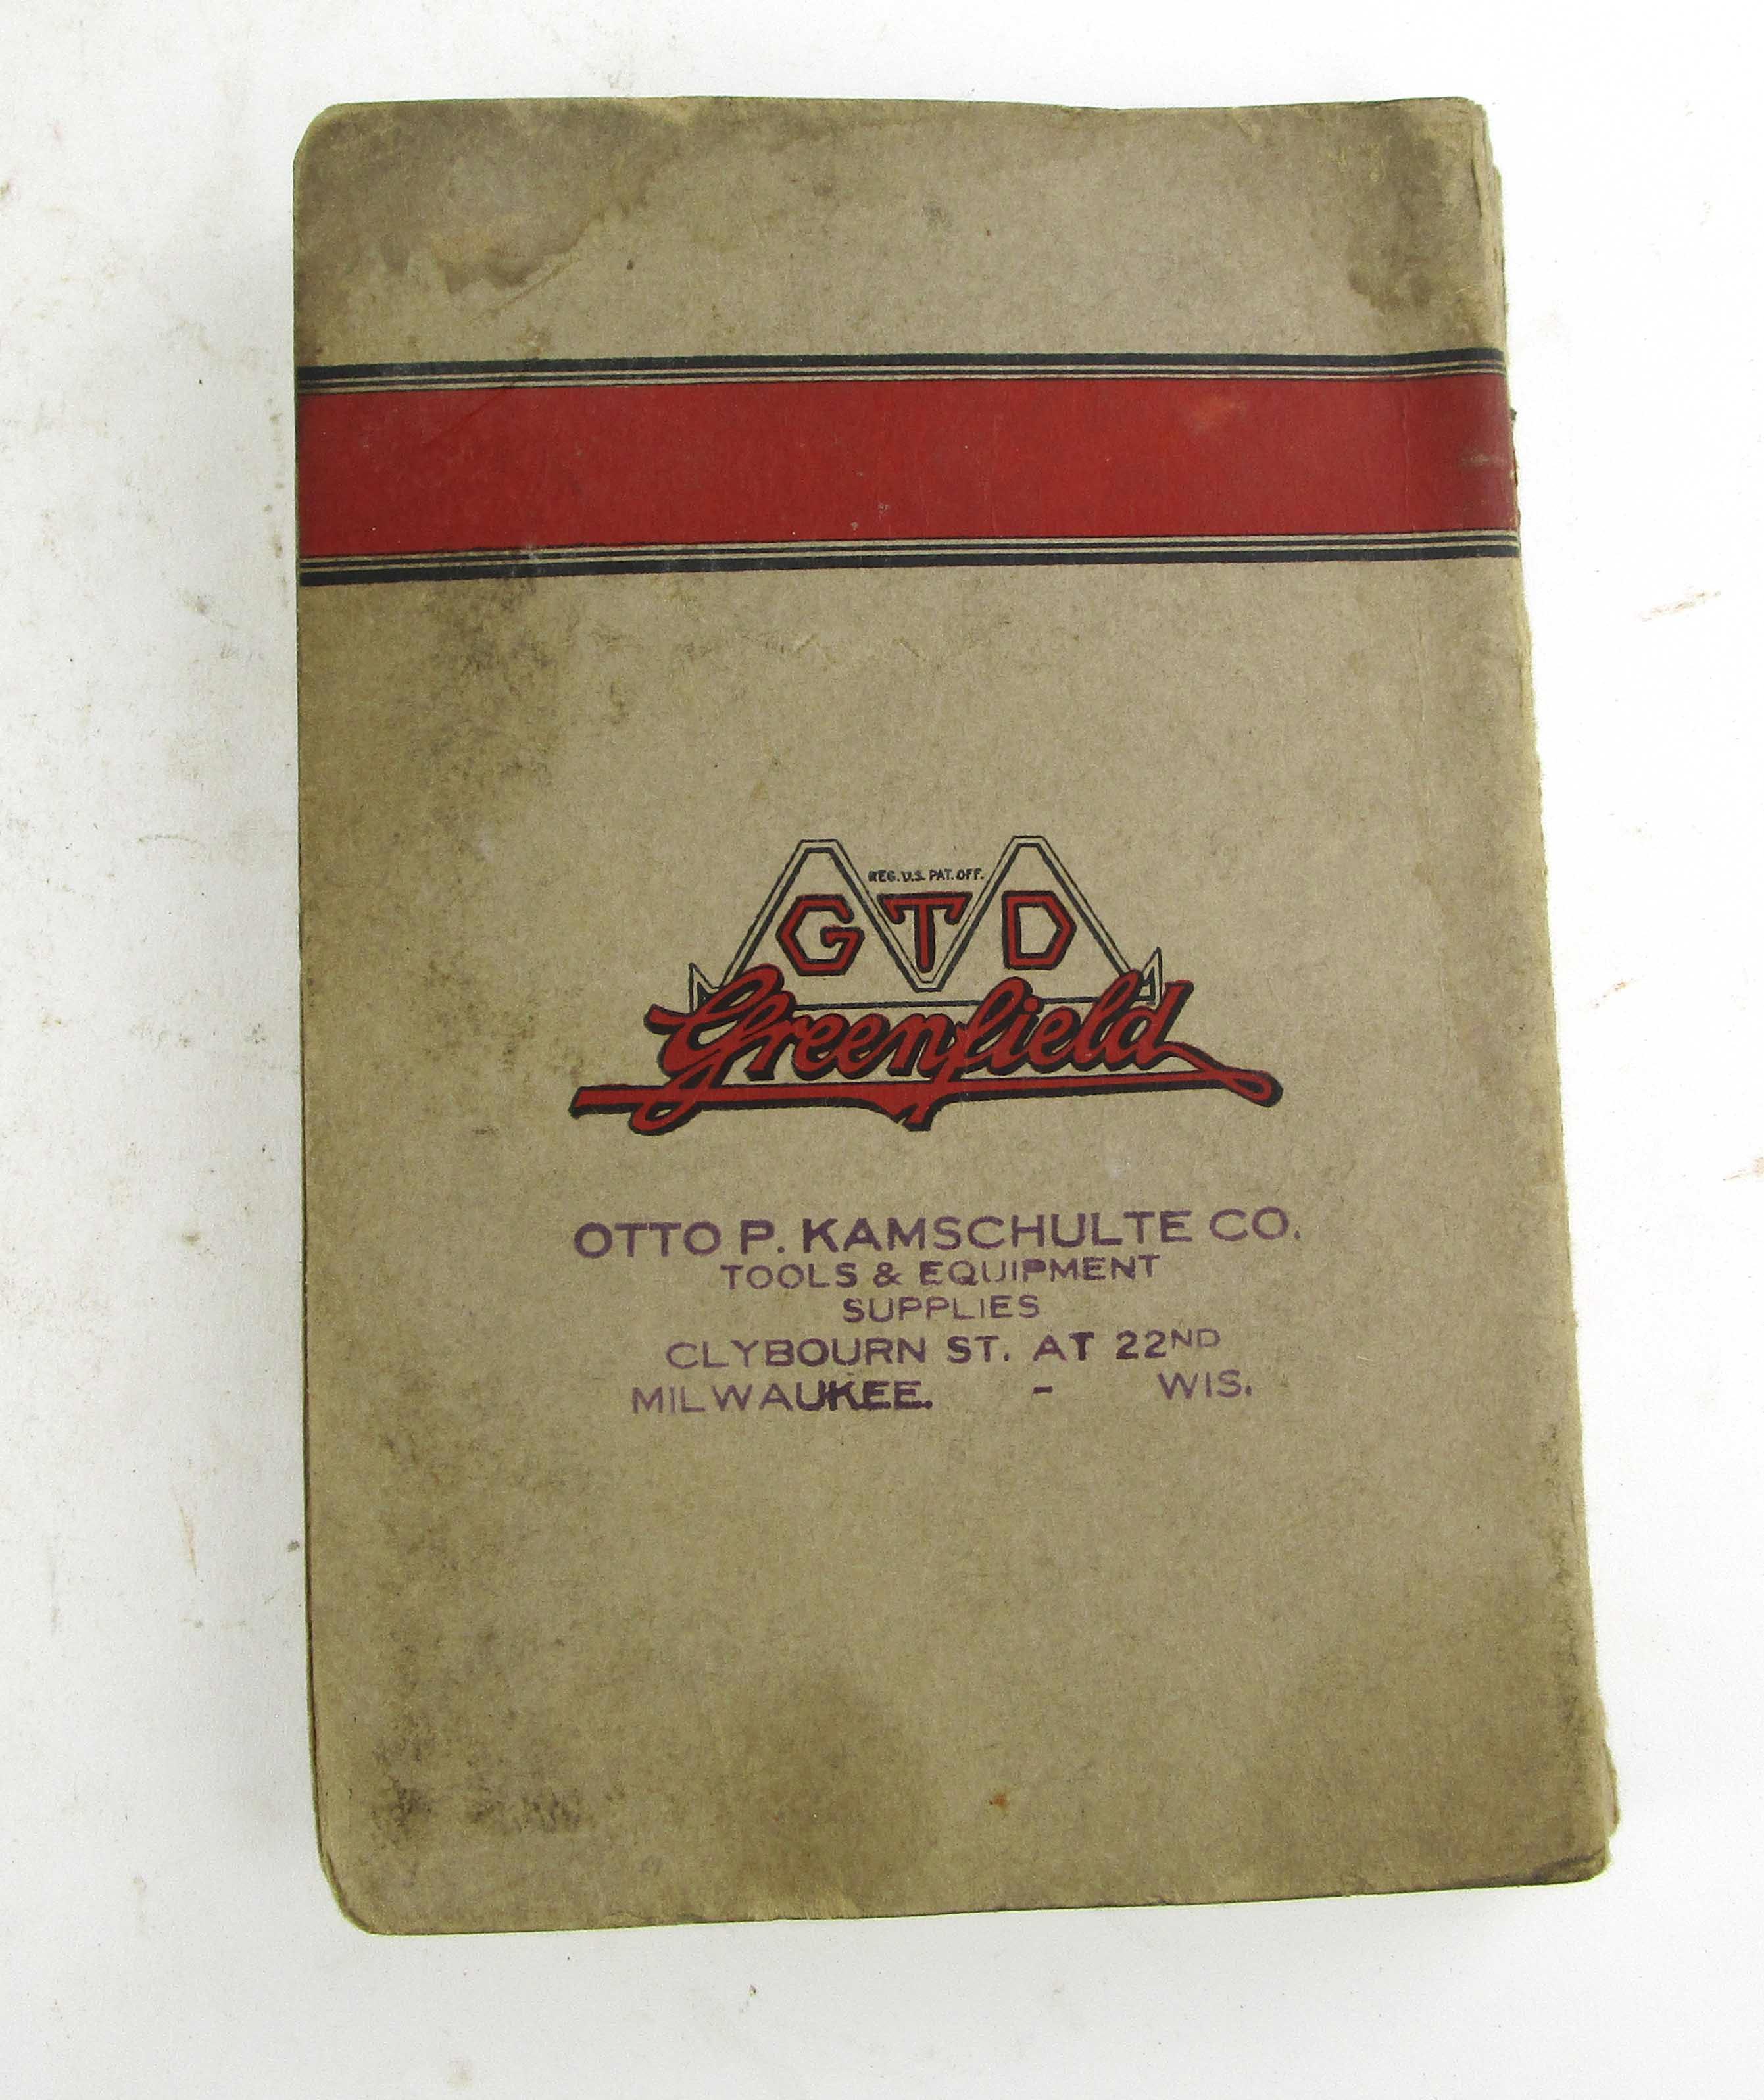 REG. U.S. PAT. OFF.
GTD
Greenfield
OTTO P. KAMSCHULTE CO.
TOOLS & EQUIPMENT
SUPPLIES
CLYBOURN ST. AT 22ND
MILWAUKEE. - WIS.